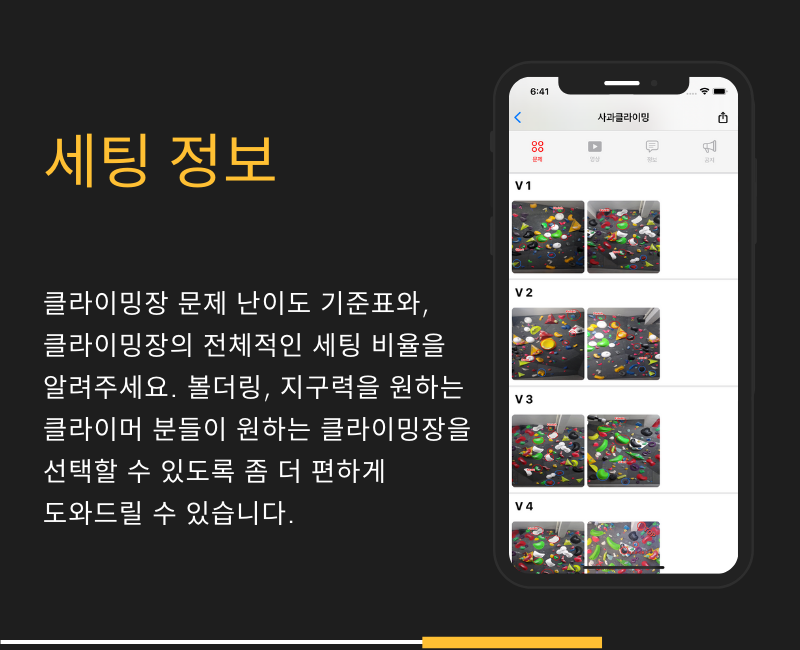 세팅 정보
클라이밍장 문제 난이도 기준표와,
클라이밍장의 전체적인 세팅 비율을
알려주세요. 볼더링, 지구력을 원하는
클라이머 분들이 원하는 클라이밍장을
선택할 수 있도록 좀 더 편하게
도와드릴 수 있습니다.
6:41
사과클라이밍
문제 영상 정보 공지
V 1
V 2
V 3
V 4